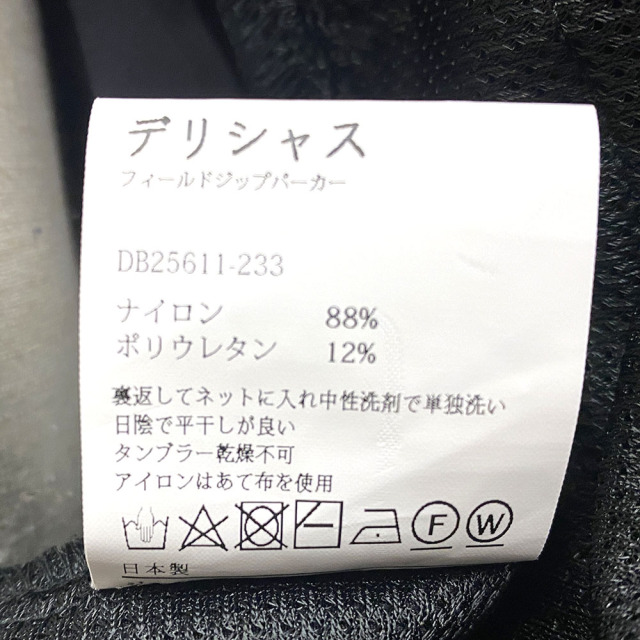 デリシャス
フィールドジップパーカー
DB25611-233
ナイロン 88%
ポリウレタン 12%
裏返してネットに入れ中性洗剤で単独洗い
日陰で平干しが良い
タンブラー乾燥不可
アイロンはあて布を使用
F W
日本製